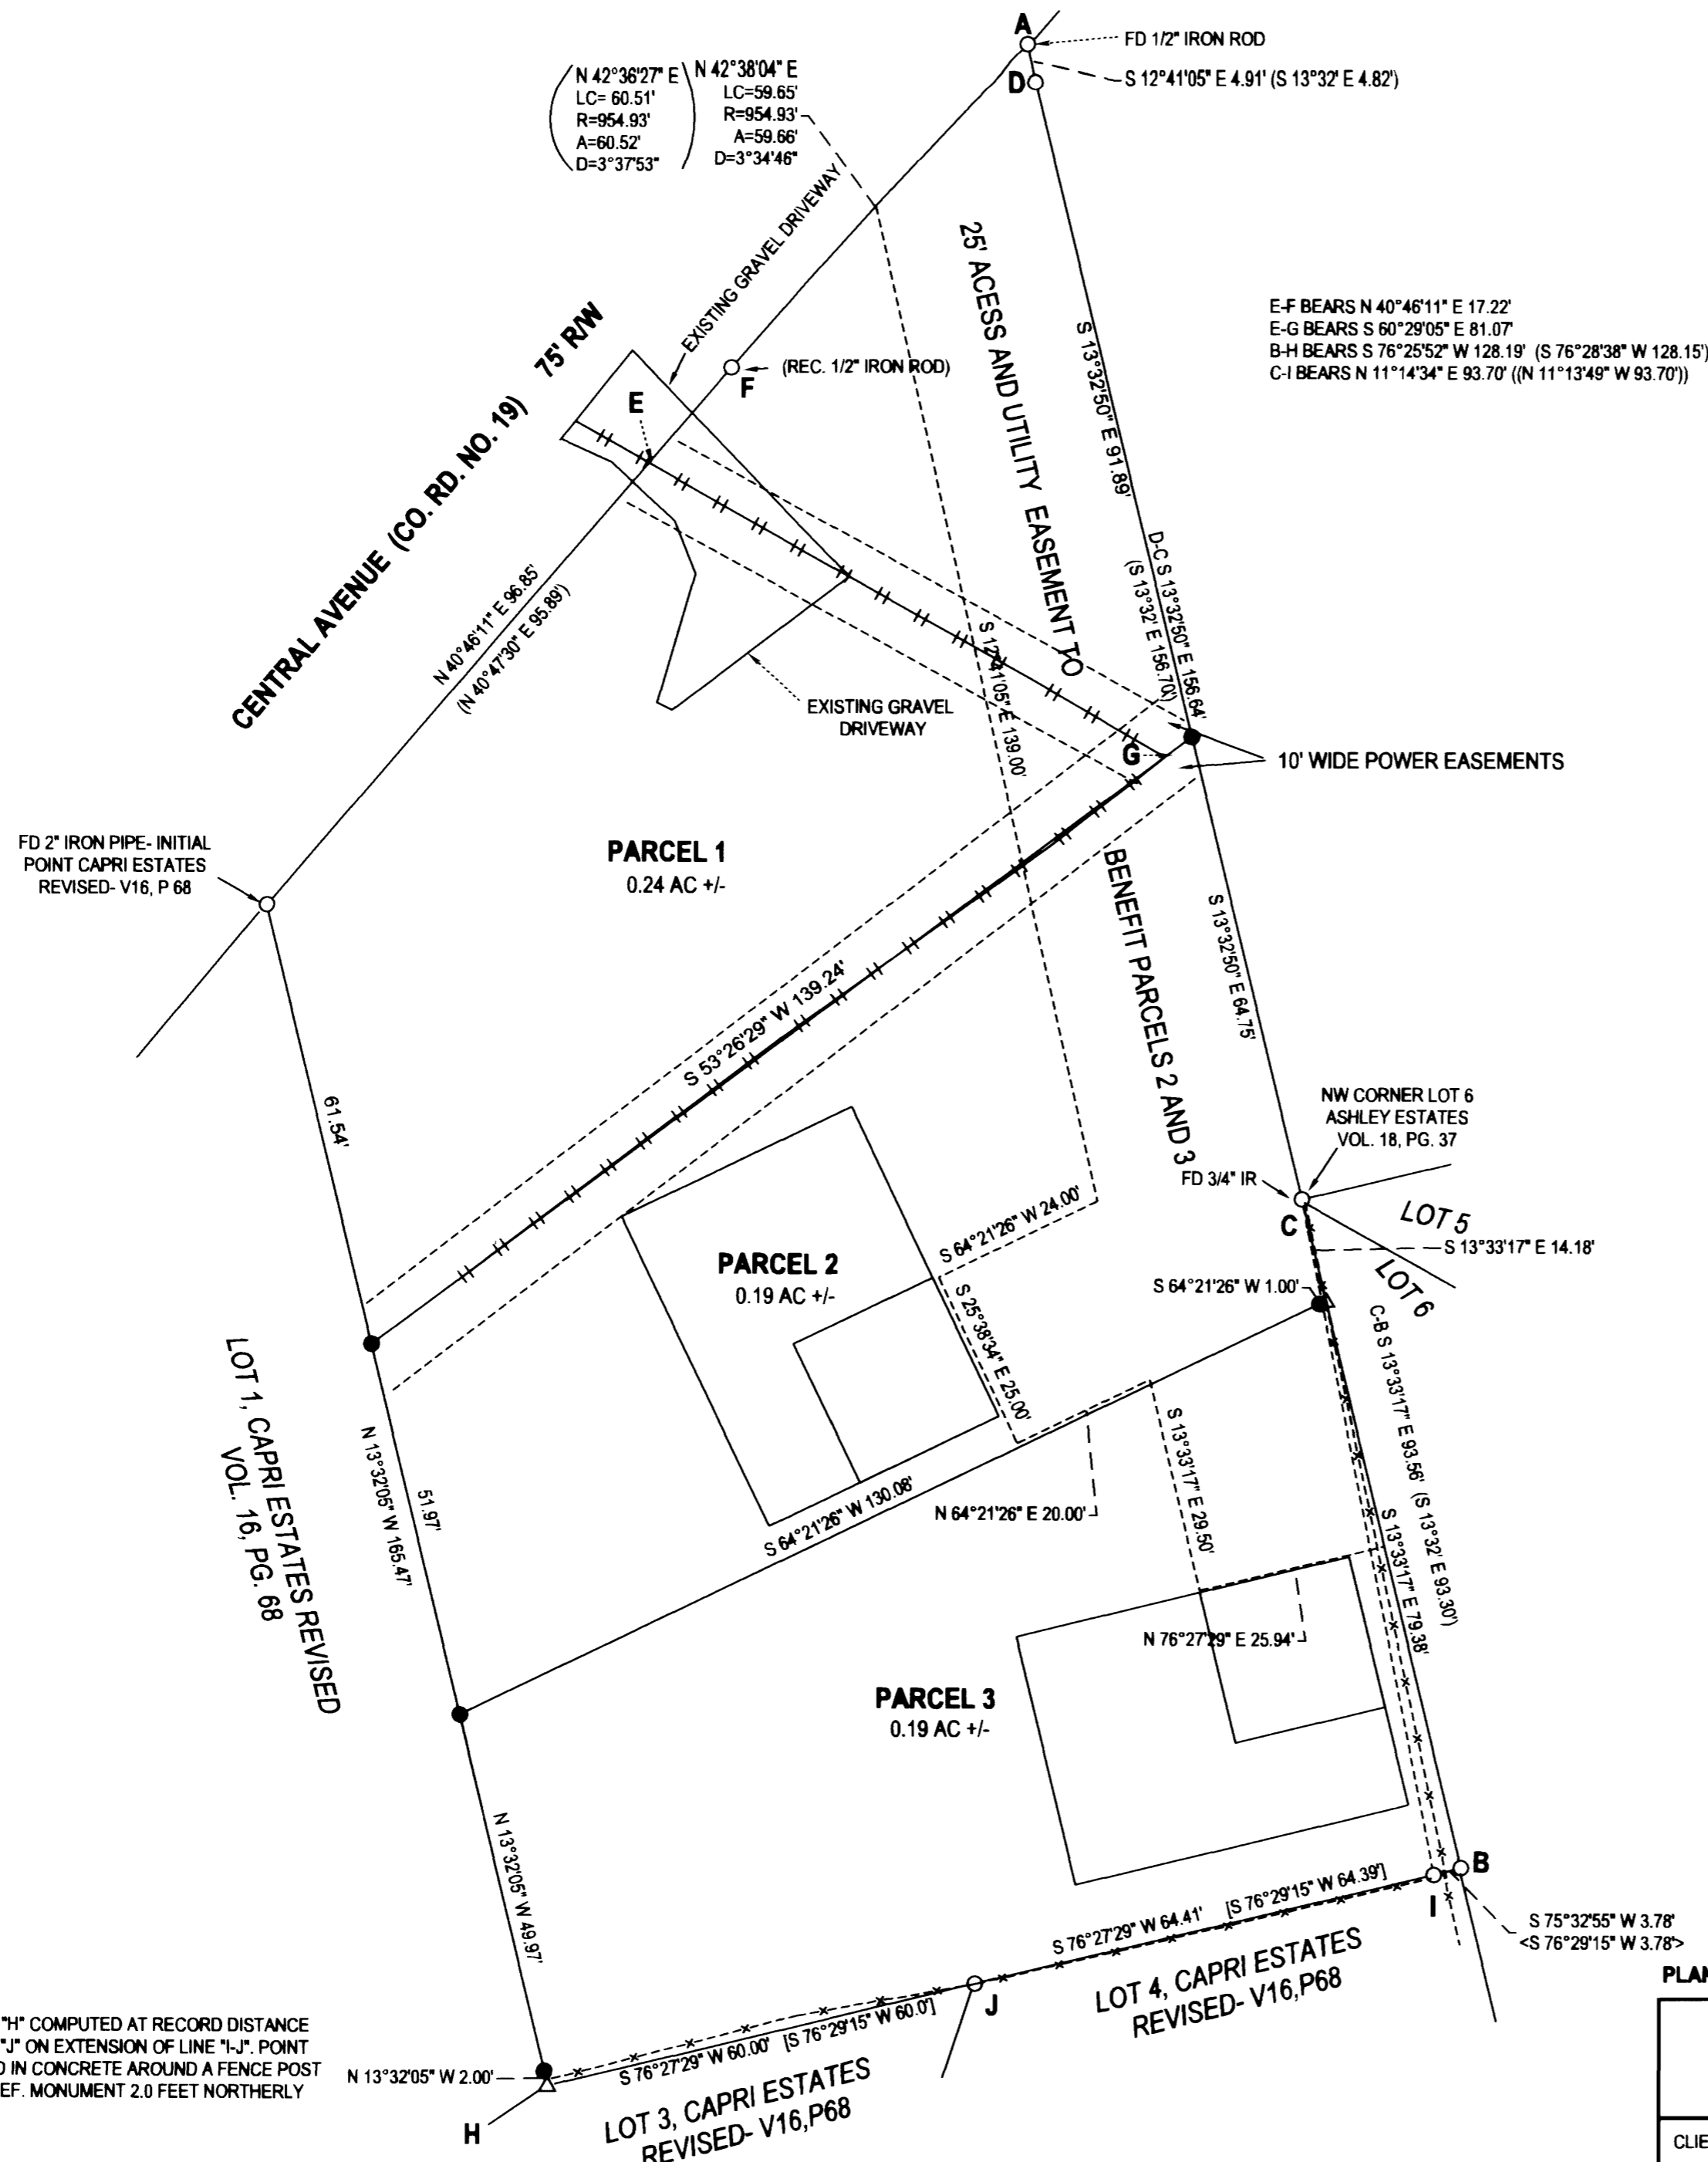 A
FD 1/2" IRON ROD
D
S 12°41'05" E 4.91' (S 13°32' E 4.82')
N 42°36'27" E
LC= 60.51'
R=954.93'
A=60.52'
D=3°37'53"
N 42°38'04" E
LC=59.65'
R=954.93'
A=59.66'
D=3°34'46"
EXISTING GRAVEL DRIVEWAY
25' ACESS AND UTILITY EASEMENT TO
S 13°32'50" E 91.89'
E-F BEARS N 40°46'11" E 17.22'
E-G BEARS S 60°29'05" E 81.07'
B-H BEARS S 76°25'52" W 128.19' (S 76°28'38" W 128.15')
C-I BEARS N 11°14'34" E 93.70' ((N 11°13'49" W 93.70'))
CENTRAL AVENUE (CO. RD. NO. 19) 75' R/W
(REC. 1/2" IRON ROD)
F
E
D-C S 13°32'50" E 156.64'
(S 13°32' E 156.70')
N 40°46'11" E 96.85'
(N 40°47'30" E 95.89')
S 12°41'05" E 139.00'
EXISTING GRAVEL
DRIVEWAY
G
10' WIDE POWER EASEMENTS
FD 2" IRON PIPE- INITIAL
POINT CAPRI ESTATES
REVISED- V16, P 68
PARCEL 1
0.24 AC +/-
BENEFIT PARCELS 2 AND 3
S 13°32'50" E 64.75'
S 53°26'29" W 139.24'
61.54'
NW CORNER LOT 6
ASHLEY ESTATES
VOL. 18, PG. 37
FD 3/4" IR
C
LOT 5
S 13°33'17" E 14.18'
LOT 6
S 64°21'26" W 24.00'
PARCEL 2
0.19 AC +/-
S 64°21'26" W 1.00'
S 25°38'34" E 25.00'
C-B S 13°33'17" E 93.56' (S 13°32' E 93.30')
LOT 1, CAPRI ESTATES REVISED
VOL. 16, PG. 68
N 13°32'05" W 165.47'
51.97'
S 64°21'26" W 130.08'
N 64°21'26" E 20.00'
S 13°33'17" E 29.50'
S 13°33'17" E 79.38'
N 76°27'29" E 25.94'
PARCEL 3
0.19 AC +/-
N 13°32'05" W 49.97'
B
I
S 76°27'29" W 64.41' [S 76°29'15" W 64.39']
S 75°32'55" W 3.78'
<S 76°29'15" W 3.78'>
J
LOT 4, CAPRI ESTATES
REVISED- V16,P68
PLAN
"H" COMPUTED AT RECORD DISTANCE
"J" ON EXTENSION OF LINE "I-J". POINT
IN CONCRETE AROUND A FENCE POST
EF. MONUMENT 2.0 FEET NORTHERLY
N 13°32'05" W 2.00'
S 76°27'29" W 60.00' [S 76°29'15" W 60.0']
H
LOT 3, CAPRI ESTATES
REVISED- V16,P68
CLIE